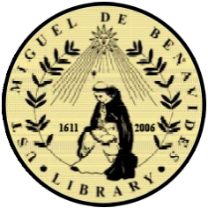 UST MIGUEL DE BENAVIDES
1611 2006
· LIBRARY ·